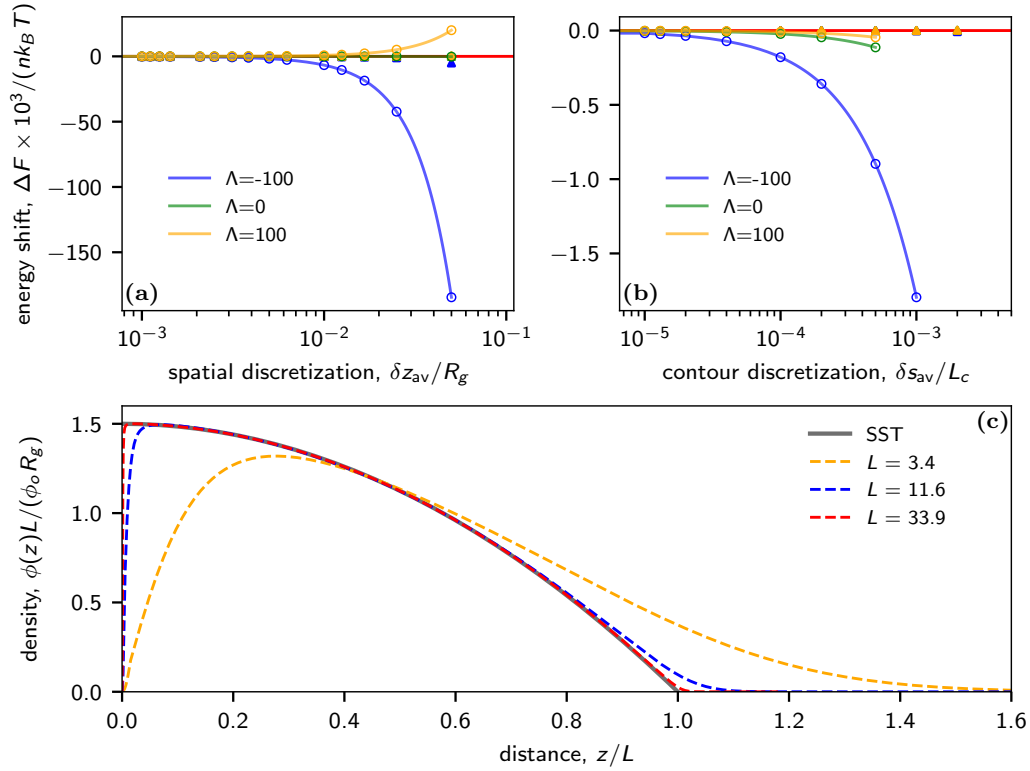 energy shift, ΔF × 10³/(nk_B T)
0
−50
−100
−150
Λ=-100
Λ=0
Λ=100
(a)
10⁻³
10⁻²
10⁻¹
spatial discretization, δz_av/R_g
0.0
−0.5
−1.0
−1.5
Λ=-100
Λ=0
Λ=100
(b)
10⁻⁵
10⁻⁴
10⁻³
contour discretization, δs_av/L_c
density, ϕ(z)L/(ϕ_o R_g)
1.5
1.0
0.5
0.0
(c)
SST
L = 3.4
L = 11.6
L = 33.9
0.0 0.2 0.4 0.6 0.8 1.0 1.2 1.4 1.6
distance, z/L